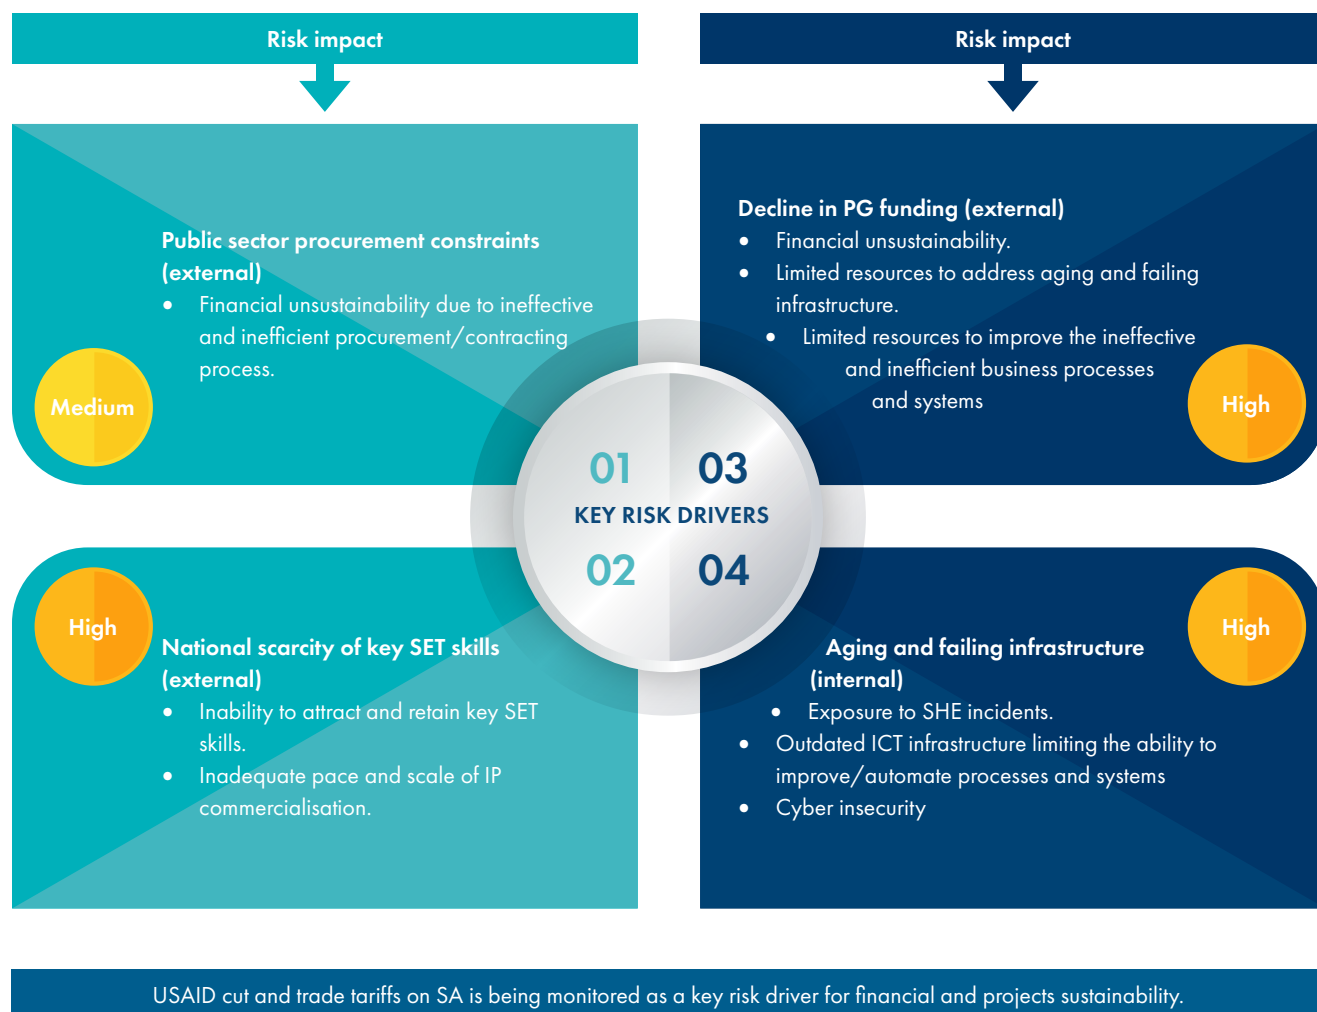 Risk impact
Public sector procurement constraints
(external)
• Financial unsustainability due to ineffective
and inefficient procurement/contracting
process.
Medium
High
National scarcity of key SET skills
(external)
• Inability to attract and retain key SET
skills.
• Inadequate pace and scale of IP
commercialisation.
01 03
KEY RISK DRIVERS
02 04
Risk impact
Decline in PG funding (external)
• Financial unsustainability.
• Limited resources to address aging and failing
infrastructure.
• Limited resources to improve the ineffective
and inefficient business processes
and systems
High
High
Aging and failing infrastructure
(internal)
• Exposure to SHE incidents.
• Outdated ICT infrastructure limiting the ability to
improve/automate processes and systems
• Cyber insecurity
USAID cut and trade tariffs on SA is being monitored as a key risk driver for financial and projects sustainability.